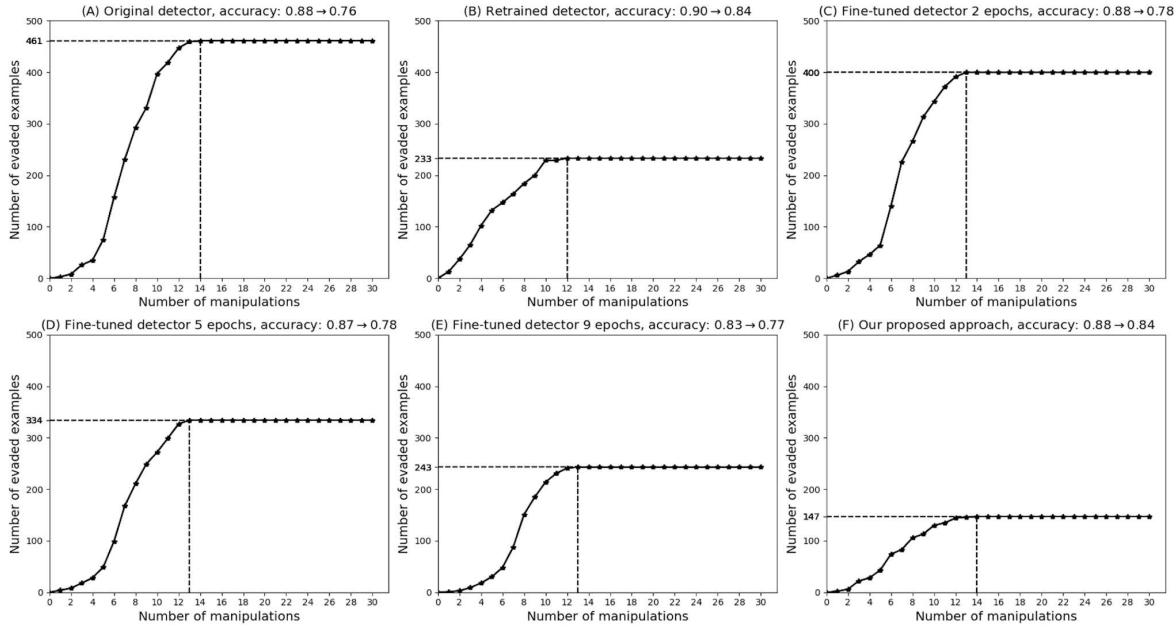 (A) Original detector, accuracy: 0.88→0.76
500
461
400
300
200
100
0
Number of evaded examples
0 2 4 6 8 10 12 14 16 18 20 22 24 26 28 30
Number of manipulations
(B) Retrained detector, accuracy: 0.90→0.84
500
400
300
233
200
100
0
Number of evaded examples
0 2 4 6 8 10 12 14 16 18 20 22 24 26 28 30
Number of manipulations
(C) Fine-tuned detector 2 epochs, accuracy: 0.88→0.78
500
400
300
200
100
0
Number of evaded examples
0 2 4 6 8 10 12 14 16 18 20 22 24 26 28 30
Number of manipulations
(D) Fine-tuned detector 5 epochs, accuracy: 0.87→0.78
500
400
334
300
200
100
0
Number of evaded examples
0 2 4 6 8 10 12 14 16 18 20 22 24 26 28 30
Number of manipulations
(E) Fine-tuned detector 9 epochs, accuracy: 0.83→0.77
500
400
300
243
200
100
0
Number of evaded examples
0 2 4 6 8 10 12 14 16 18 20 22 24 26 28 30
Number of manipulations
(F) Our proposed approach, accuracy: 0.88→0.84
500
400
300
200
147
100
0
Number of evaded examples
0 2 4 6 8 10 12 14 16 18 20 22 24 26 28 30
Number of manipulations